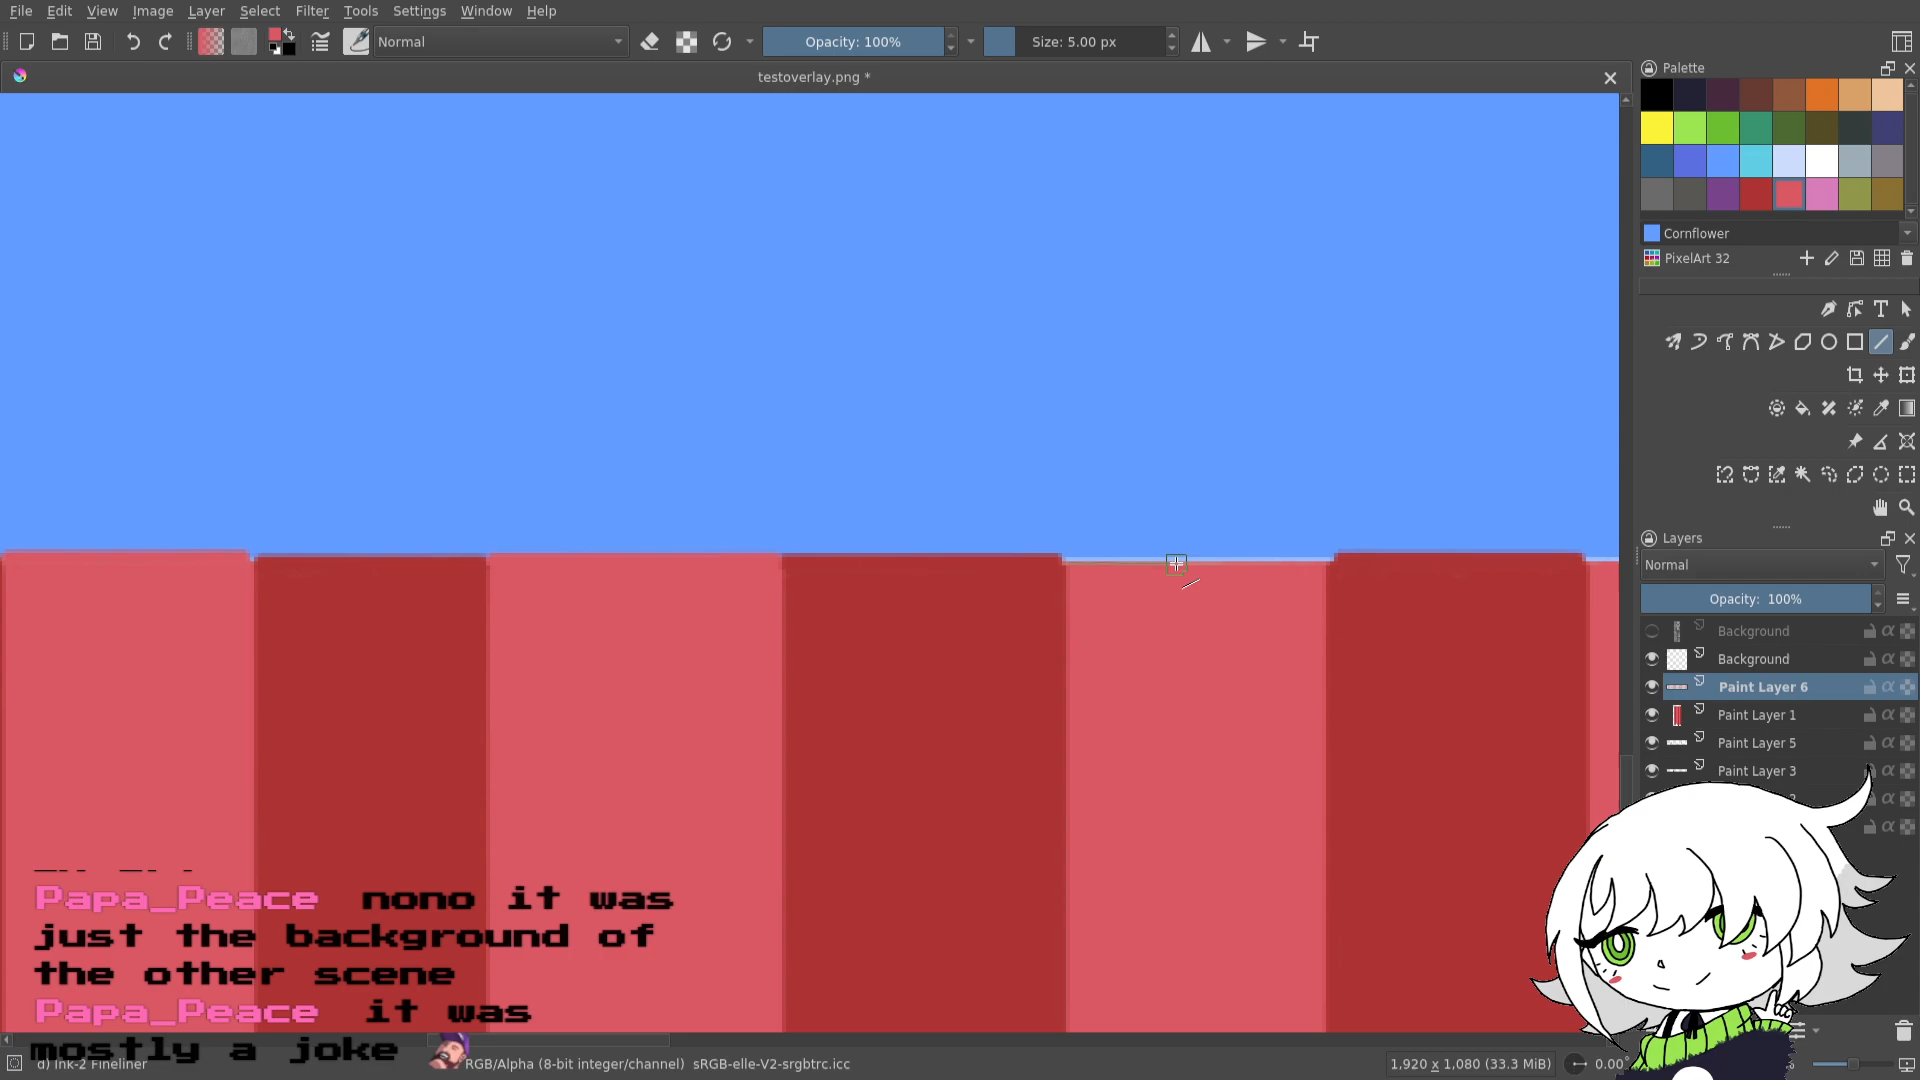 File Edit View Image Layer Select Filter Tools Settings Window Help
Normal
Opacity: 100%
Size: 5.00 px
testoverlay.png *
Palette
Cornflower
PixelArt 32
Layers
Normal
Opacity: 100%
Background
Background
Paint Layer 6
Paint Layer 1
Paint Layer 5
Paint Layer 3
Papa_Peace nono it was
just the background of
the other scene
Papa_Peace it was
mostly a joke
d) Ink-2 Fineliner
RGB/Alpha (8-bit integer/channel) sRGB-elle-V2-srgbtrc.icc
1,920 x 1,080 (33.3 MiB)
0.00°